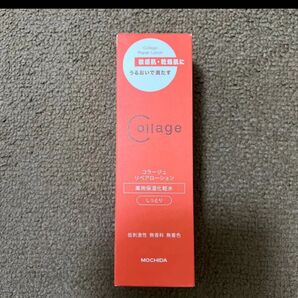 Collage
Repair Lotion
敏感肌・乾燥肌に
うるおいで満たす
Collage
コラージュ
リペアローション
薬用保湿化粧水
しっとり
低刺激性 無香料 無着色
MOCHIDA